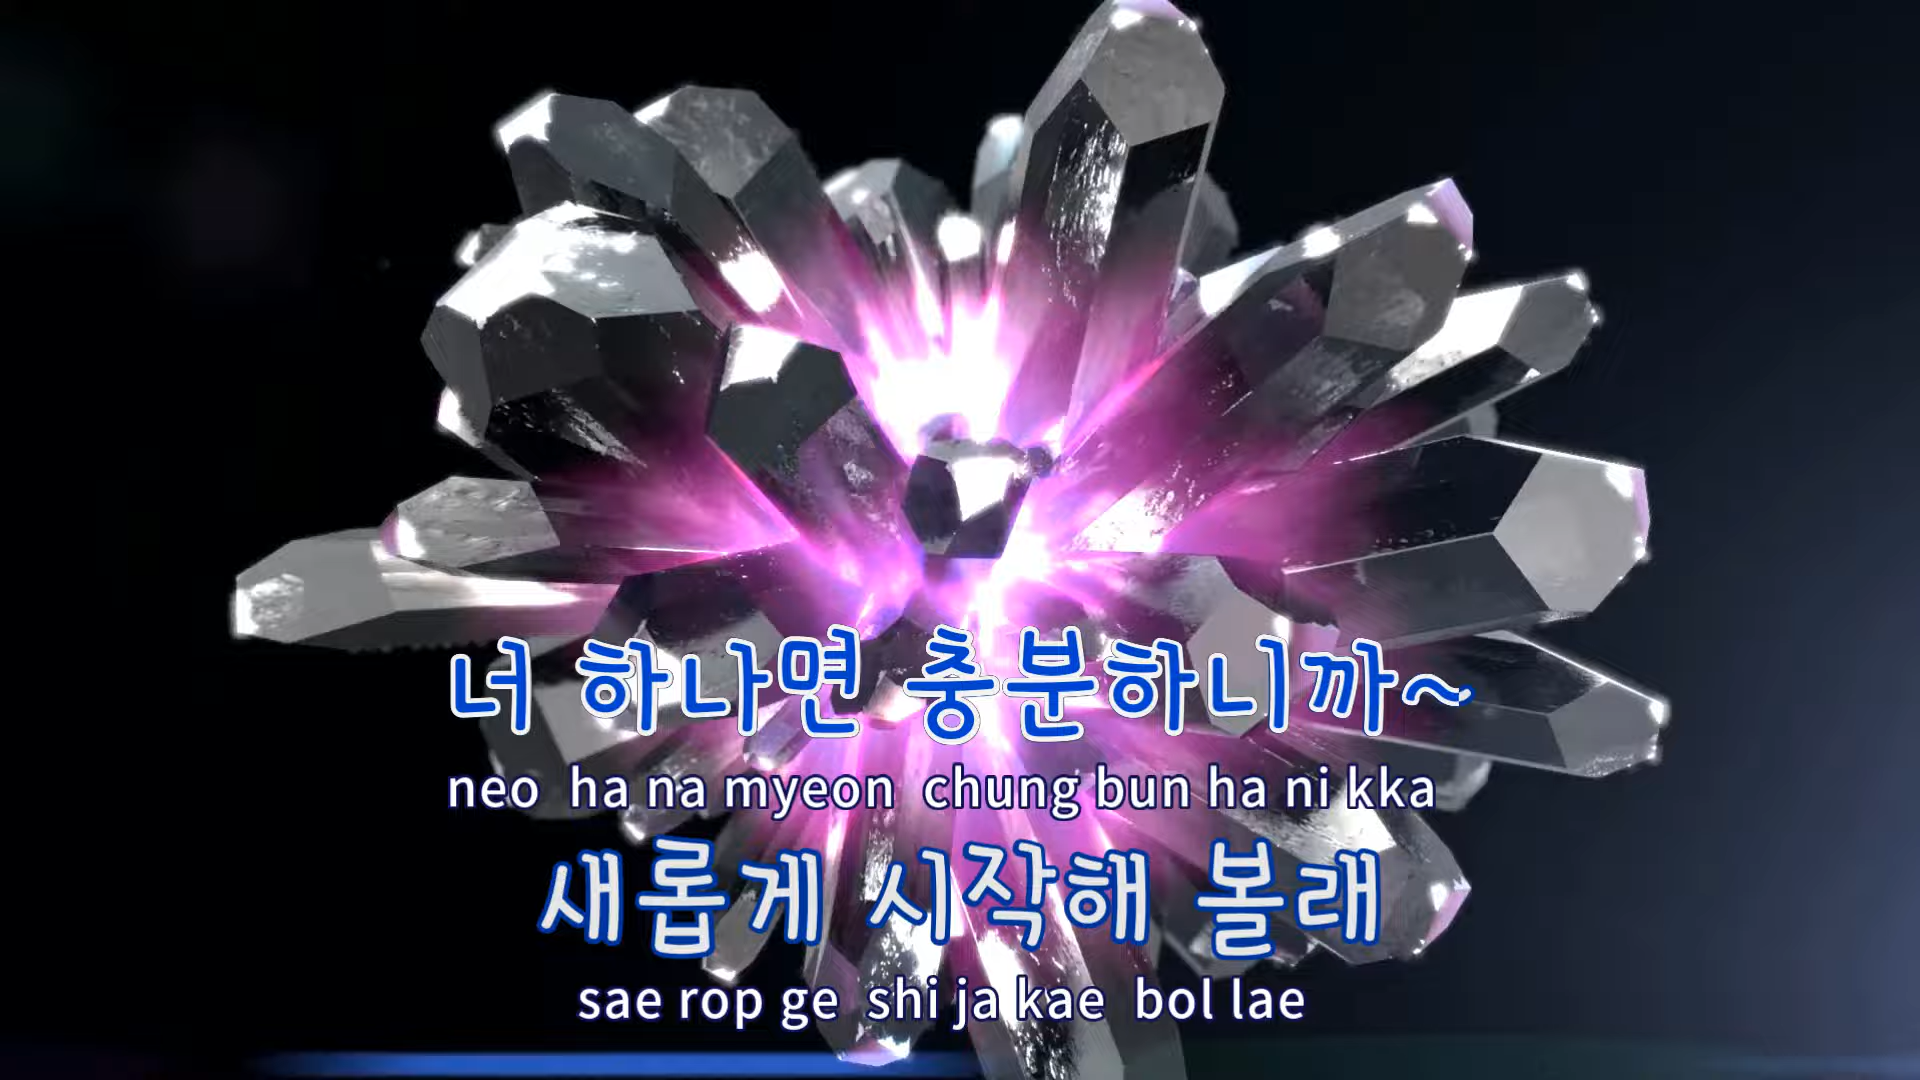 너 하나면 충분하니까~
neo ha na myeon chung bun ha ni kka
새롭게 시작해 볼래
sae rop ge shi ja kae bol lae